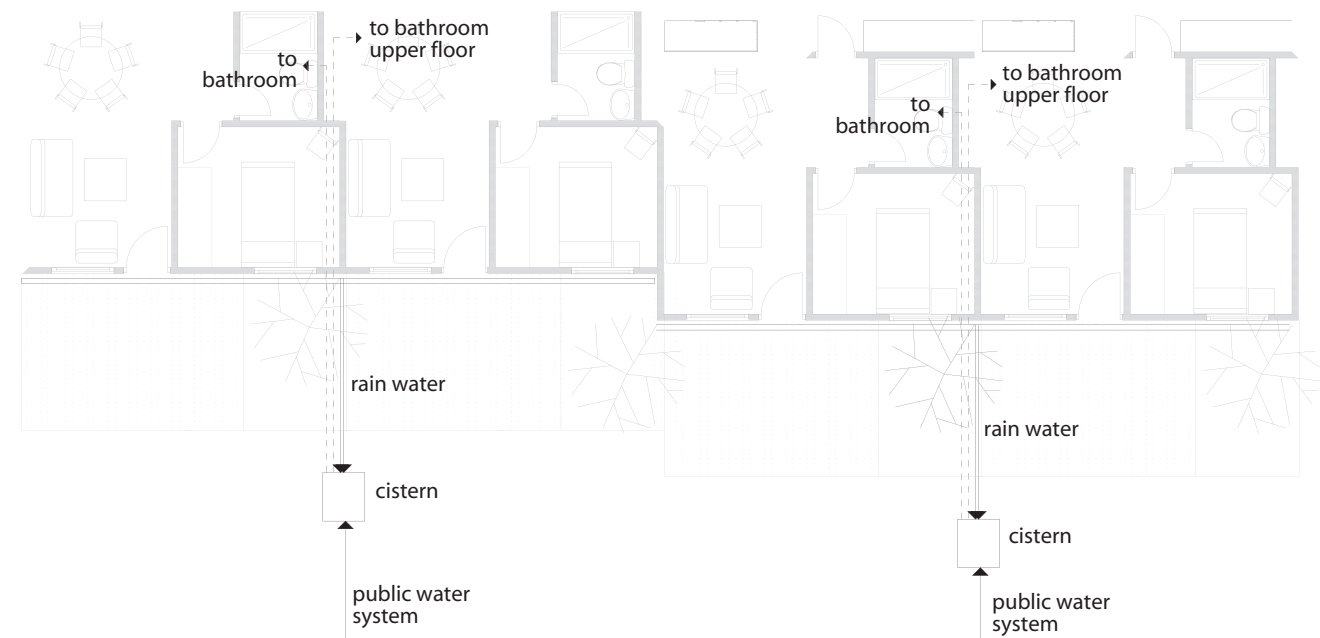 to bathroom
upper floor
to
bathroom
rain water
cistern
public water
system
to bathroom
upper floor
to
bathroom
rain water
cistern
public water
system